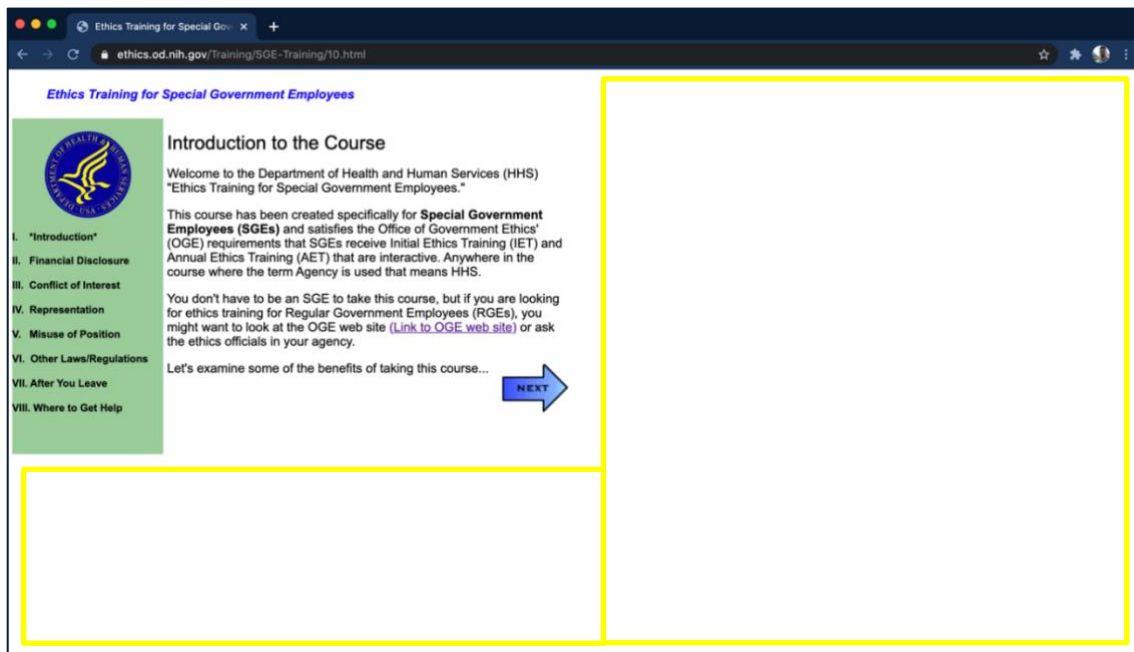 Ethics Training for Special Gov
ethics.od.nih.gov/Training/SGE-Training/10.html
Ethics Training for Special Government Employees
DEPARTMENT OF HEALTH & HUMAN SERVICES · USA
I. *Introduction*
II. Financial Disclosure
III. Conflict of Interest
IV. Representation
V. Misuse of Position
VI. Other Laws/Regulations
VII. After You Leave
VIII. Where to Get Help
Introduction to the Course
Welcome to the Department of Health and Human Services (HHS)
"Ethics Training for Special Government Employees."
This course has been created specifically for Special Government
Employees (SGEs) and satisfies the Office of Government Ethics'
(OGE) requirements that SGEs receive Initial Ethics Training (IET) and
Annual Ethics Training (AET) that are interactive. Anywhere in the
course where the term Agency is used that means HHS.
You don't have to be an SGE to take this course, but if you are looking
for ethics training for Regular Government Employees (RGEs), you
might want to look at the OGE web site (Link to OGE web site) or ask
the ethics officials in your agency.
Let's examine some of the benefits of taking this course...
NEXT